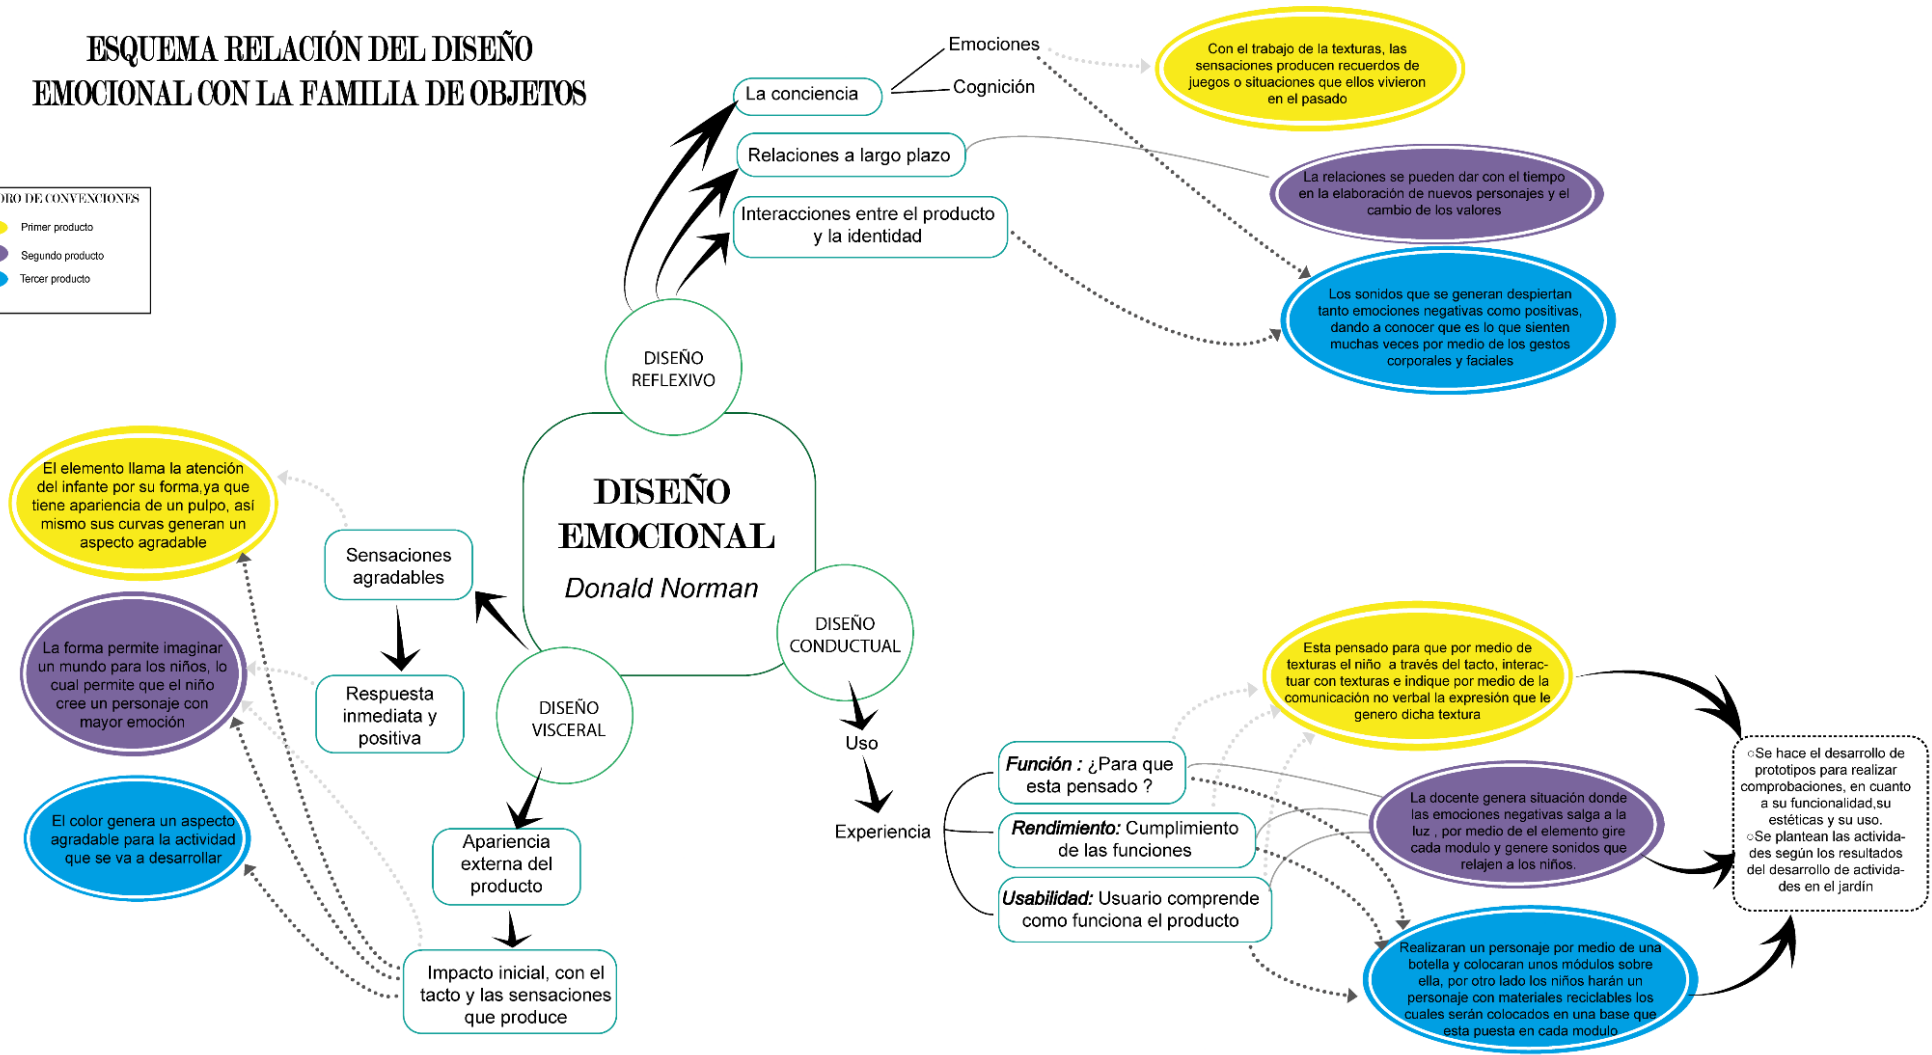 ESQUEMA RELACIÓN DEL DISEÑO
EMOCIONAL CON LA FAMILIA DE OBJETOS
DRO DE CONVENCIONES
Primer producto
Segundo producto
Tercer producto
La conciencia
Emociones
Cognición
Relaciones a largo plazo
Interacciones entre el producto
y la identidad
Con el trabajo de la texturas, las
sensaciones producen recuerdos de
juegos o situaciones que ellos vivieron
en el pasado
La relaciones se pueden dar con el tiempo
en la elaboración de nuevos personajes y el
cambio de los valores
Los sonidos que se generan despiertan
tanto emociones negativas como positivas,
dando a conocer que es lo que sienten
muchas veces por medio de los gestos
corporales y faciales
DISEÑO
REFLEXIVO
DISEÑO
EMOCIONAL
Donald Norman
DISEÑO
CONDUCTUAL
DISEÑO
VISCERAL
El elemento llama la atención
del infante por su forma,ya que
tiene apariencia de un pulpo, así
mismo sus curvas generan un
aspecto agradable
La forma permite imaginar
un mundo para los niños, lo
cual permite que el niño
cree un personaje con
mayor emoción
El color genera un aspecto
agradable para la actividad
que se va a desarrollar
Sensaciones
agradables
Respuesta
inmediata y
positiva
Apariencia
externa del
producto
Impacto inicial, con el
tacto y las sensaciones
que produce
Uso
Experiencia
Función : ¿Para que
esta pensado ?
Rendimiento: Cumplimiento
de las funciones
Usabilidad: Usuario comprende
como funciona el producto
Esta pensado para que por medio de
texturas el niño a través del tacto, interac-
tuar con texturas e indique por medio de la
comunicación no verbal la expresión que le
genero dicha textura
La docente genera situación donde
las emociones negativas salga a la
luz , por medio de el elemento gire
cada modulo y genere sonidos que
relajen a los niños.
Realizaran un personaje por medio de una
botella y colocaran unos módulos sobre
ella, por otro lado los niños harán un
personaje con materiales reciclables los
cuales serán colocados en una base que
esta puesta en cada modulo
○Se hace el desarrollo de
prototipos para realizar
comprobaciones, en cuanto
a su funcionalidad,su
estéticas y su uso.
○Se plantean las activida-
des según los resultados
del desarrollo de activida-
des en el jardín